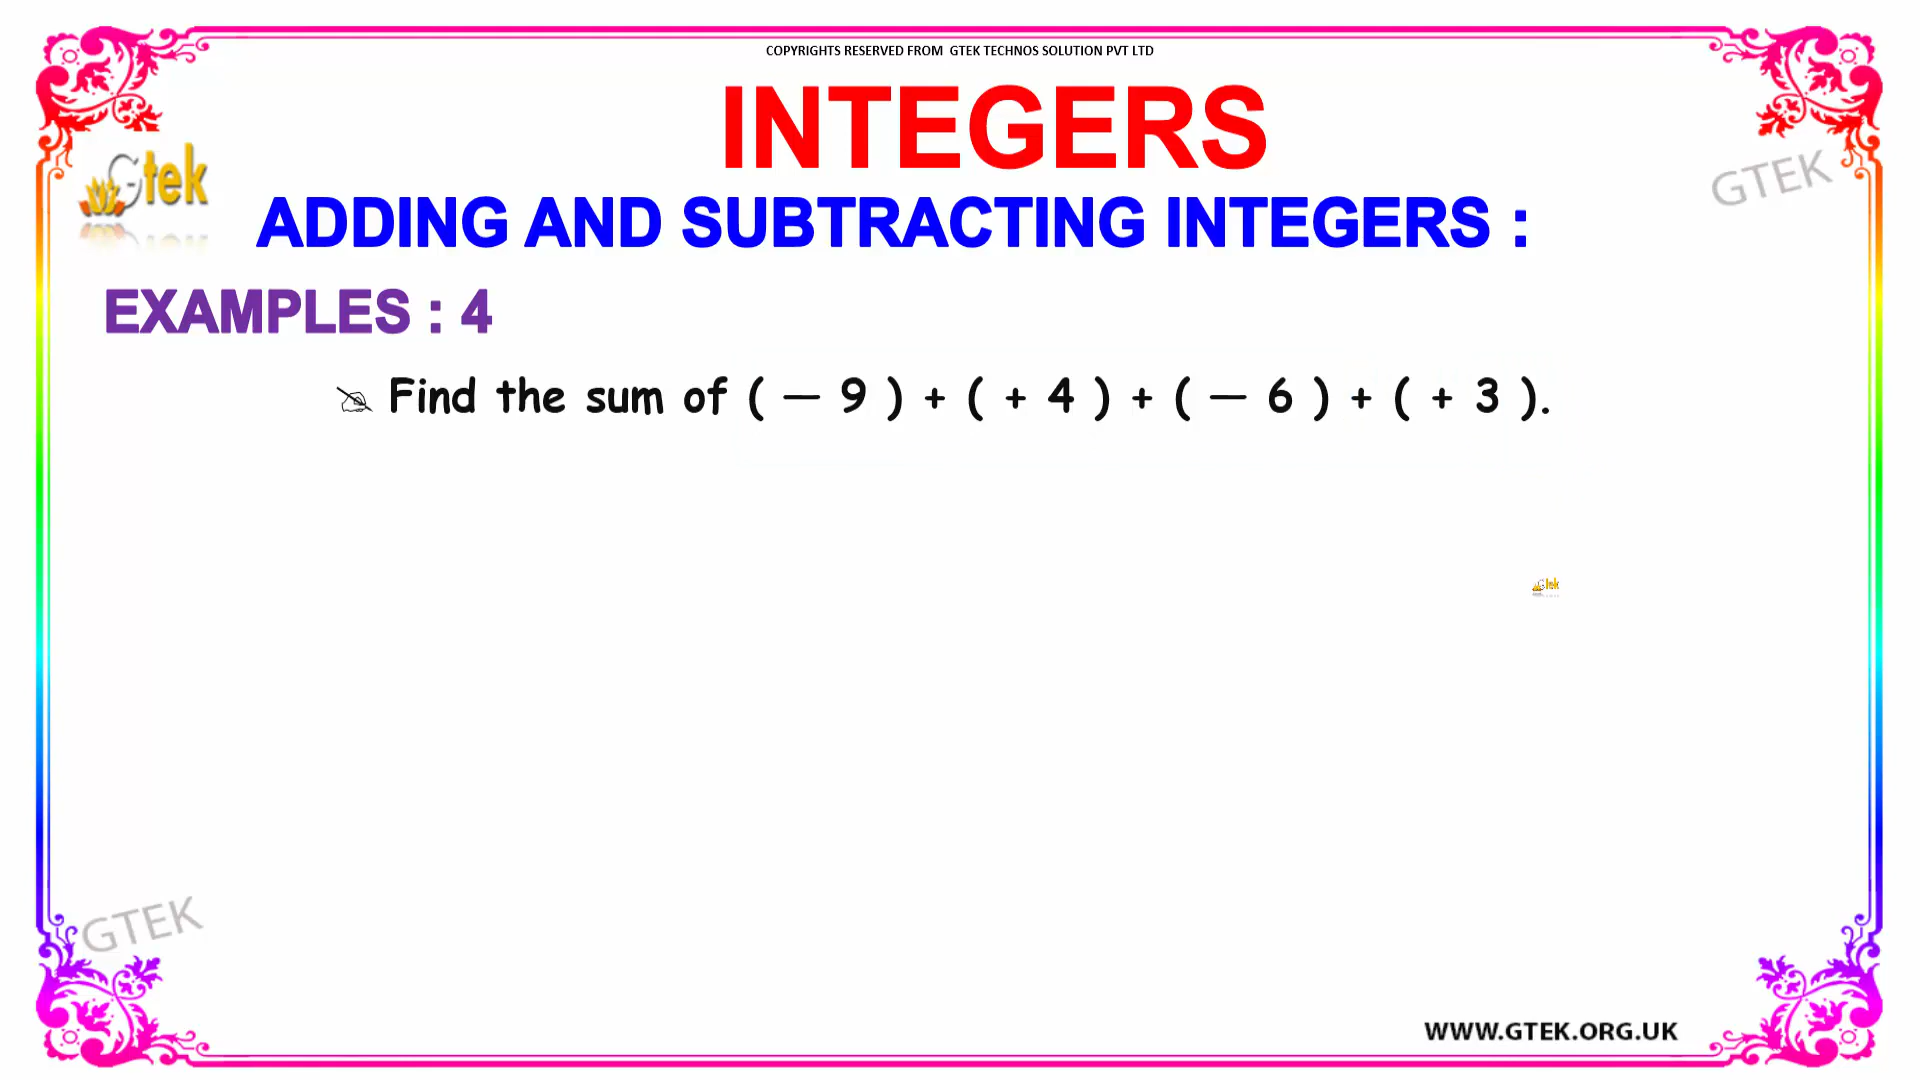 COPYRIGHTS RESERVED FROM GTEK TECHNOS SOLUTION PVT LTD
INTEGERS
Gtek
GTEK
ADDING AND SUBTRACTING INTEGERS :
EXAMPLES : 4
Find the sum of ( — 9 ) + ( + 4 ) + ( — 6 ) + ( + 3 ).
Gtek
GTEK
WWW.GTEK.ORG.UK